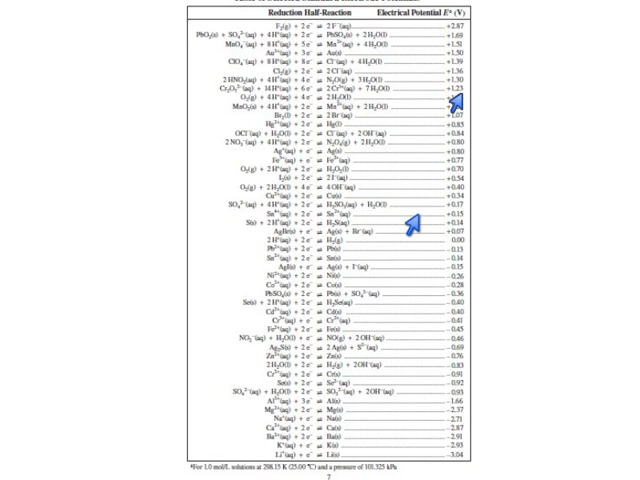 Reduction Half-Reaction Electrical Potential E° (V)
F₂(g) + 2 e⁻ ⇌ 2 F⁻(aq) +2.87
PbO₂(s) + SO₄²⁻(aq) + 4 H⁺(aq) + 2 e⁻ ⇌ PbSO₄(s) + 2 H₂O(l) +1.69
MnO₄⁻(aq) + 8 H⁺(aq) + 5 e⁻ ⇌ Mn²⁺(aq) + 4 H₂O(l) +1.51
Au³⁺(aq) + 3 e⁻ ⇌ Au(s) +1.50
ClO₄⁻(aq) + 8 H⁺(aq) + 8 e⁻ ⇌ Cl⁻(aq) + 4 H₂O(l) +1.39
Cl₂(g) + 2 e⁻ ⇌ 2 Cl⁻(aq) +1.36
2 HNO₂(aq) + 4 H⁺(aq) + 4 e⁻ ⇌ N₂O(g) + 3 H₂O(l) +1.30
Cr₂O₇²⁻(aq) + 14 H⁺(aq) + 6 e⁻ ⇌ 2 Cr³⁺(aq) + 7 H₂O(l) +1.23
O₂(g) + 4 H⁺(aq) + 4 e⁻ ⇌ 2 H₂O(l)
MnO₂(s) + 4 H⁺(aq) + 2 e⁻ ⇌ Mn²⁺(aq) + 2 H₂O(l)
Br₂(l) + 2 e⁻ ⇌ 2 Br⁻(aq) +1.07
Hg²⁺(aq) + 2 e⁻ ⇌ Hg(l) +0.85
OCl⁻(aq) + H₂O(l) + 2 e⁻ ⇌ Cl⁻(aq) + 2 OH⁻(aq) +0.84
2 NO₃⁻(aq) + 4 H⁺(aq) + 2 e⁻ ⇌ N₂O₄(g) + 2 H₂O(l) +0.80
Ag⁺(aq) + e⁻ ⇌ Ag(s) +0.80
Fe³⁺(aq) + e⁻ ⇌ Fe²⁺(aq) +0.77
O₂(g) + 2 H⁺(aq) + 2 e⁻ ⇌ H₂O₂(l) +0.70
I₂(s) + 2 e⁻ ⇌ 2 I⁻(aq) +0.54
O₂(g) + 2 H₂O(l) + 4 e⁻ ⇌ 4 OH⁻(aq) +0.40
Cu²⁺(aq) + 2 e⁻ ⇌ Cu(s) +0.34
SO₄²⁻(aq) + 4 H⁺(aq) + 2 e⁻ ⇌ H₂SO₃(aq) + H₂O(l) +0.17
Sn⁴⁺(aq) + 2 e⁻ ⇌ Sn²⁺(aq) +0.15
S(s) + 2 H⁺(aq) + 2 e⁻ ⇌ H₂S(aq) +0.14
AgBr(s) + e⁻ ⇌ Ag(s) + Br⁻(aq) +0.07
2 H⁺(aq) + 2 e⁻ ⇌ H₂(g) 0.00
Pb²⁺(aq) + 2 e⁻ ⇌ Pb(s) –0.13
Sn²⁺(aq) + 2 e⁻ ⇌ Sn(s) –0.14
AgI(s) + e⁻ ⇌ Ag(s) + I⁻(aq) –0.15
Ni²⁺(aq) + 2 e⁻ ⇌ Ni(s) –0.26
Co²⁺(aq) + 2 e⁻ ⇌ Co(s) –0.28
PbSO₄(s) + 2 e⁻ ⇌ Pb(s) + SO₄²⁻(aq) –0.36
Se(s) + 2 H⁺(aq) + 2 e⁻ ⇌ H₂Se(aq) –0.40
Cd²⁺(aq) + 2 e⁻ ⇌ Cd(s) –0.40
Cr³⁺(aq) + e⁻ ⇌ Cr²⁺(aq) –0.41
Fe²⁺(aq) + 2 e⁻ ⇌ Fe(s) –0.45
NO₂⁻(aq) + H₂O(l) + e⁻ ⇌ NO(g) + 2 OH⁻(aq) –0.46
Ag₂S(s) + 2 e⁻ ⇌ 2 Ag(s) + S²⁻(aq) –0.69
Zn²⁺(aq) + 2 e⁻ ⇌ Zn(s) –0.76
2 H₂O(l) + 2 e⁻ ⇌ H₂(g) + 2 OH⁻(aq) –0.83
Cr²⁺(aq) + 2 e⁻ ⇌ Cr(s) –0.91
Se(s) + 2 e⁻ ⇌ Se²⁻(aq) –0.92
SO₄²⁻(aq) + H₂O(l) + 2 e⁻ ⇌ SO₃²⁻(aq) + 2 OH⁻(aq) –0.93
Al³⁺(aq) + 3 e⁻ ⇌ Al(s) –1.66
Mg²⁺(aq) + 2 e⁻ ⇌ Mg(s) –2.37
Na⁺(aq) + e⁻ ⇌ Na(s) –2.71
Ca²⁺(aq) + 2 e⁻ ⇌ Ca(s) –2.87
Ba²⁺(aq) + 2 e⁻ ⇌ Ba(s) –2.91
K⁺(aq) + e⁻ ⇌ K(s) –2.93
Li⁺(aq) + e⁻ ⇌ Li(s) –3.04
*For 1.0 mol/L solutions at 298.15 K (25.00 °C) and a pressure of 101.325 kPa
7